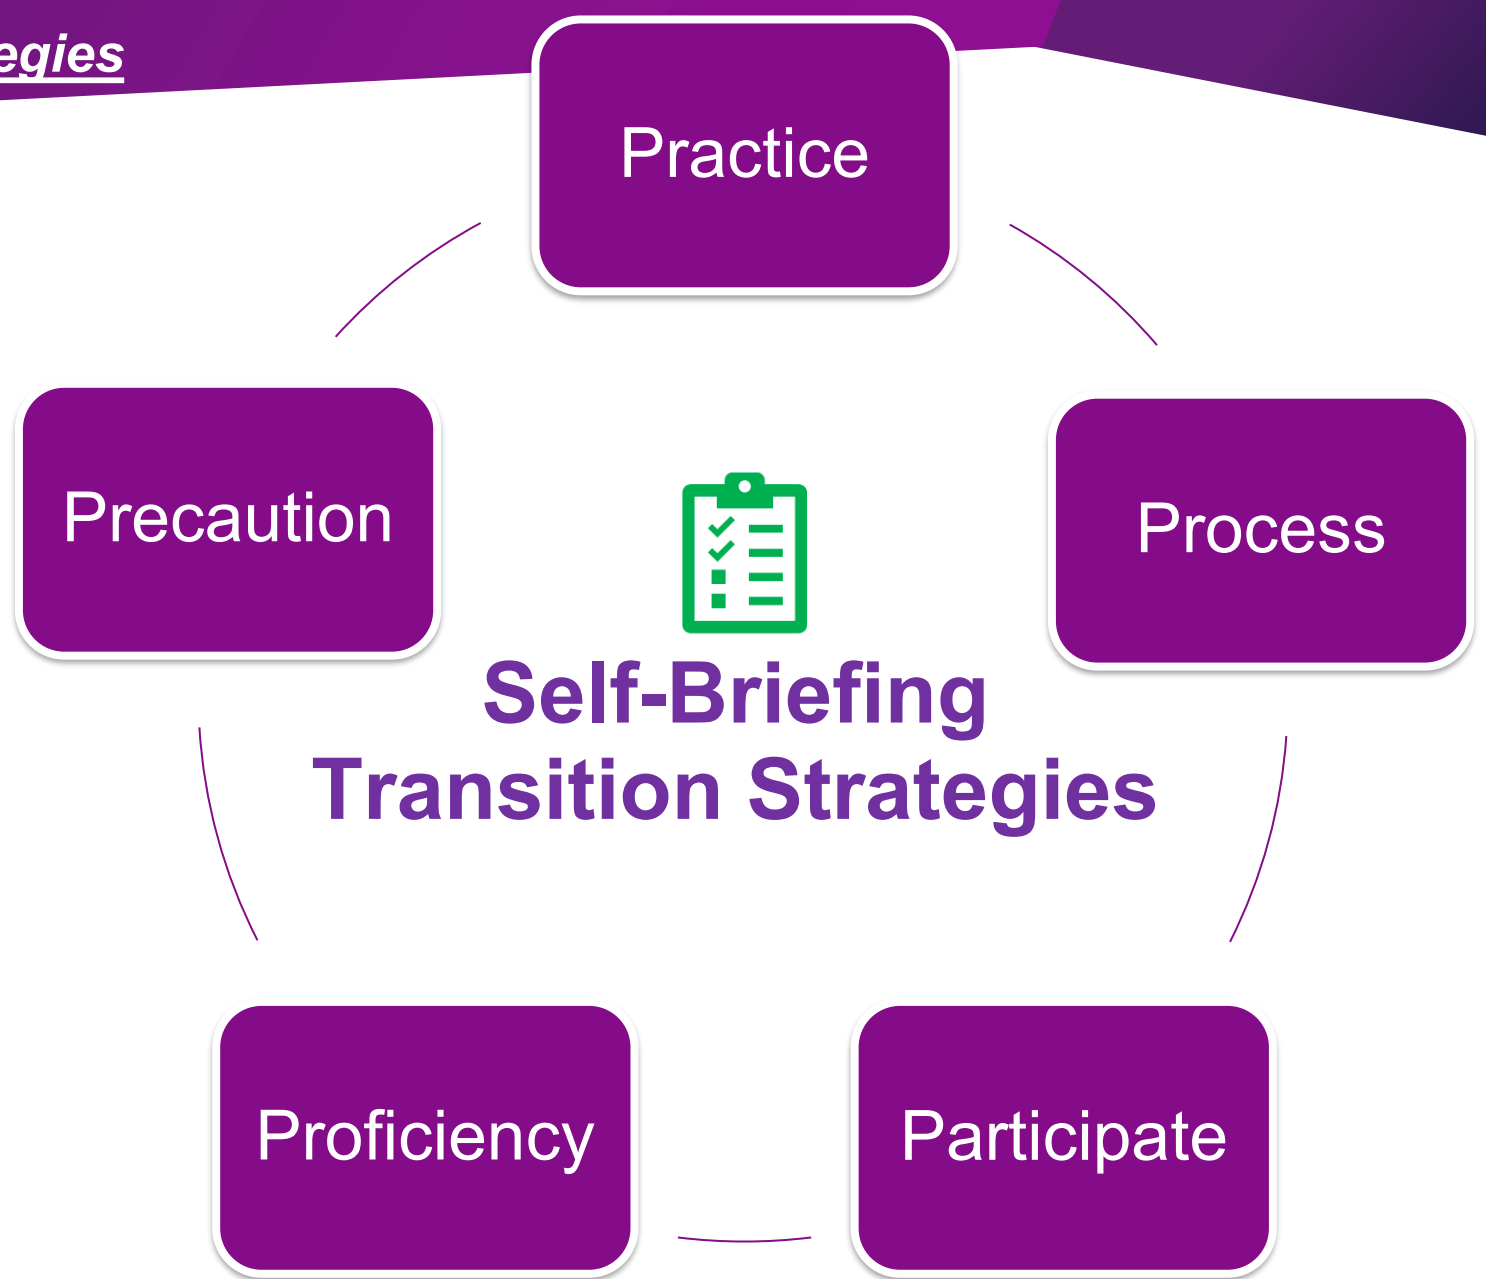 egies
Practice
Precaution
Process
Self-Briefing
Transition Strategies
Proficiency
Participate